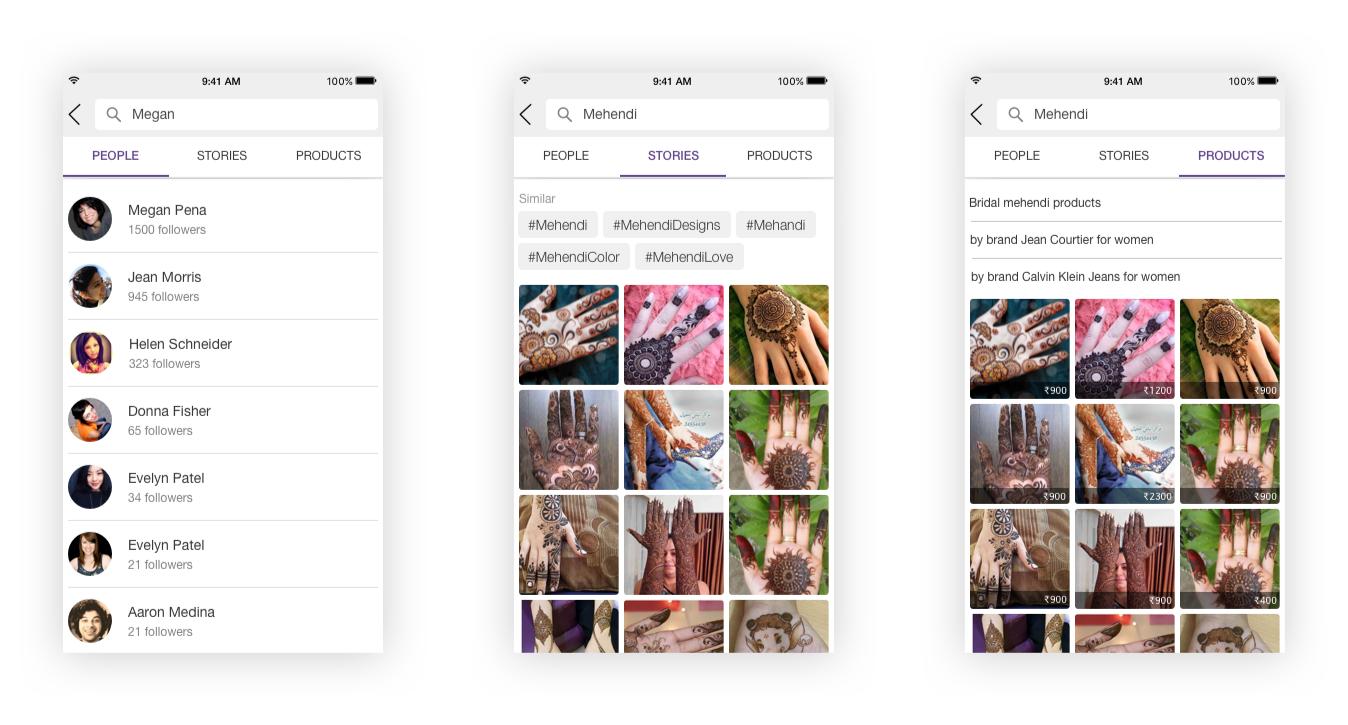 9:41 AM 100%
Megan
PEOPLE STORIES PRODUCTS
Megan Pena
1500 followers
Jean Morris
945 followers
Helen Schneider
323 followers
Donna Fisher
65 followers
Evelyn Patel
34 followers
Evelyn Patel
21 followers
Aaron Medina
21 followers
9:41 AM 100%
Mehendi
PEOPLE STORIES PRODUCTS
Similar
#Mehendi #MehendiDesigns #Mehandi
#MehendiColor #MehendiLove
9:41 AM 100%
Mehendi
PEOPLE STORIES PRODUCTS
Bridal mehendi products
by brand Jean Courtier for women
by brand Calvin Klein Jeans for women
₹900 ₹1200 ₹900
₹900 ₹2300 ₹900
₹900 ₹900 ₹400